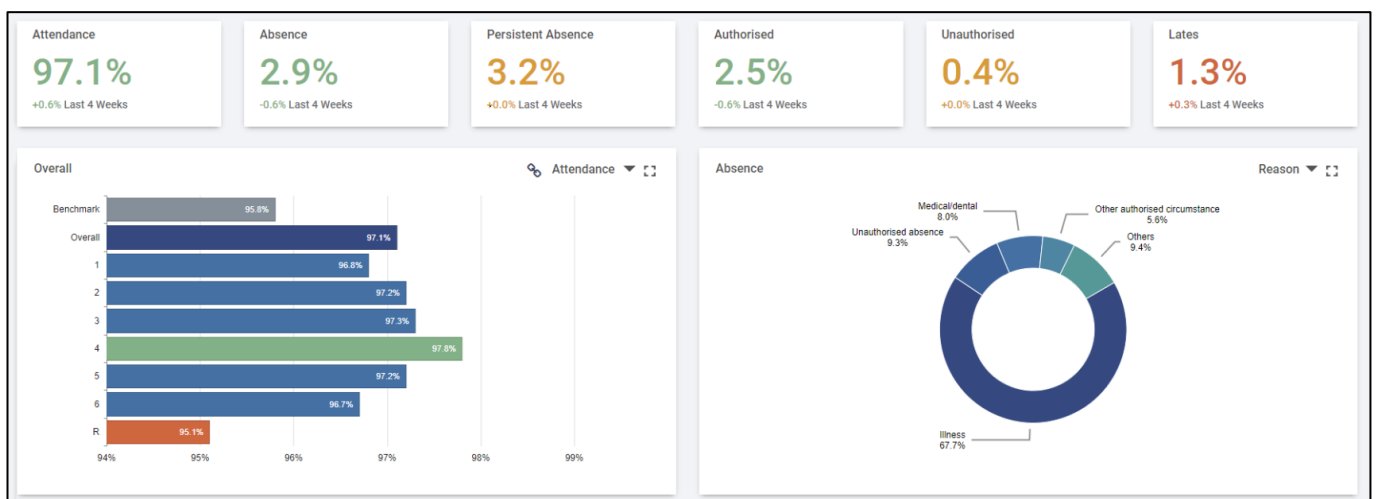 Attendance
97.1%
+0.6% Last 4 Weeks
Absence
2.9%
-0.6% Last 4 Weeks
Persistent Absence
3.2%
+0.0% Last 4 Weeks
Authorised
2.5%
-0.6% Last 4 Weeks
Unauthorised
0.4%
+0.0% Last 4 Weeks
Lates
1.3%
+0.3% Last 4 Weeks
Overall
Attendance
Benchmark 95.8%
Overall 97.1%
1 96.8%
2 97.2%
3 97.3%
4 97.8%
5 97.2%
6 96.7%
R 95.1%
94% 95% 96% 97% 98% 99%
Absence
Reason
Medical/dental
8.0%
Other authorised circumstance
5.6%
Unauthorised absence
9.3%
Others
9.4%
Illness
67.7%